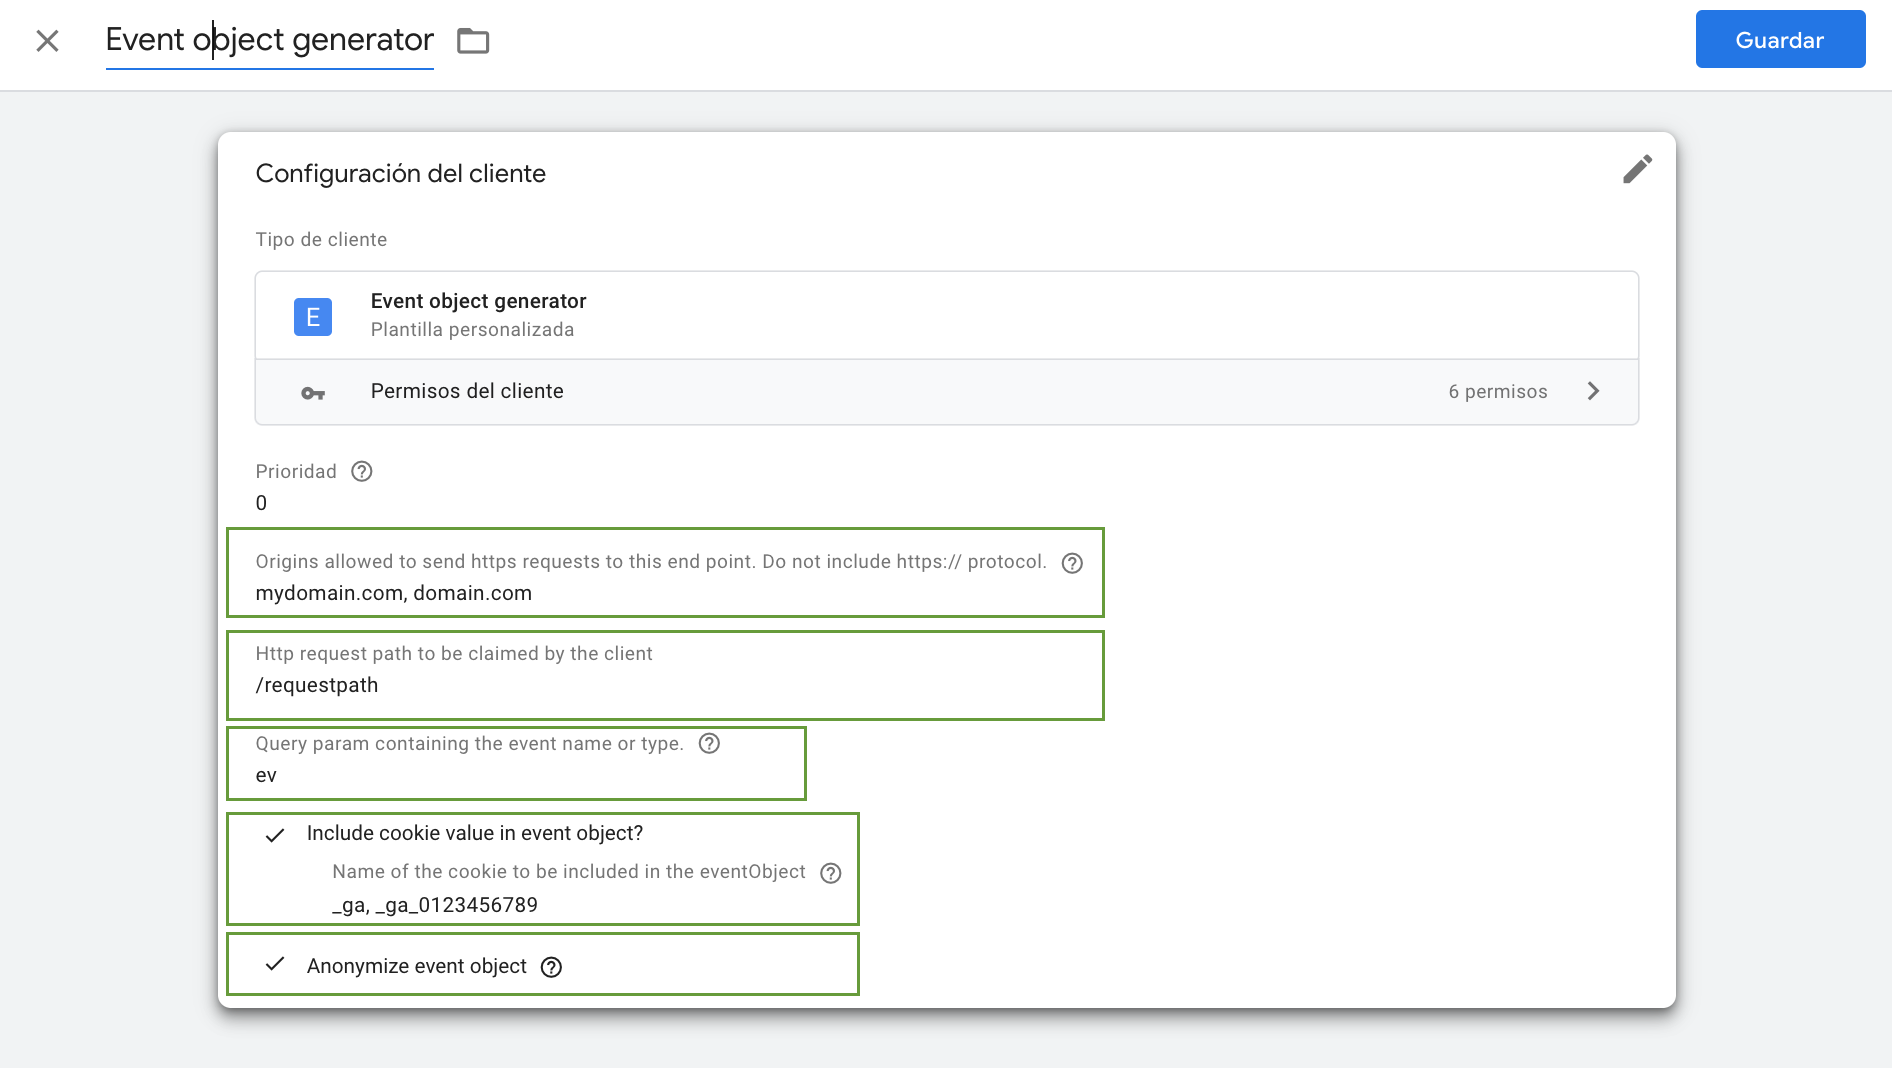 Event object generator
Guardar
Configuración del cliente
Tipo de cliente
E
Event object generator
Plantilla personalizada
Permisos del cliente
6 permisos
Prioridad
0
Origins allowed to send https requests to this end point. Do not include https:// protocol.
mydomain.com, domain.com
Http request path to be claimed by the client
/requestpath
Query param containing the event name or type.
ev
Include cookie value in event object?
Name of the cookie to be included in the eventObject
_ga, _ga_0123456789
Anonymize event object